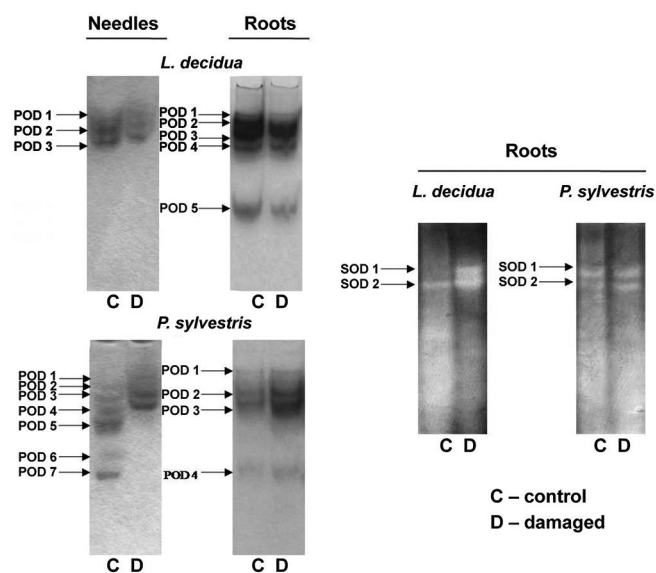 Needles Roots
L. decidua
POD 1
POD 2
POD 3
POD 1
POD 2
POD 3
POD 4
POD 5
C D C D
P. sylvestris
POD 1
POD 2
POD 3
POD 4
POD 5
POD 6
POD 7
POD 1
POD 2
POD 3
POD 4
C D C D
Roots
L. decidua P. sylvestris
SOD 1 SOD 1
SOD 2 SOD 2
C D C D
C – control
D – damaged